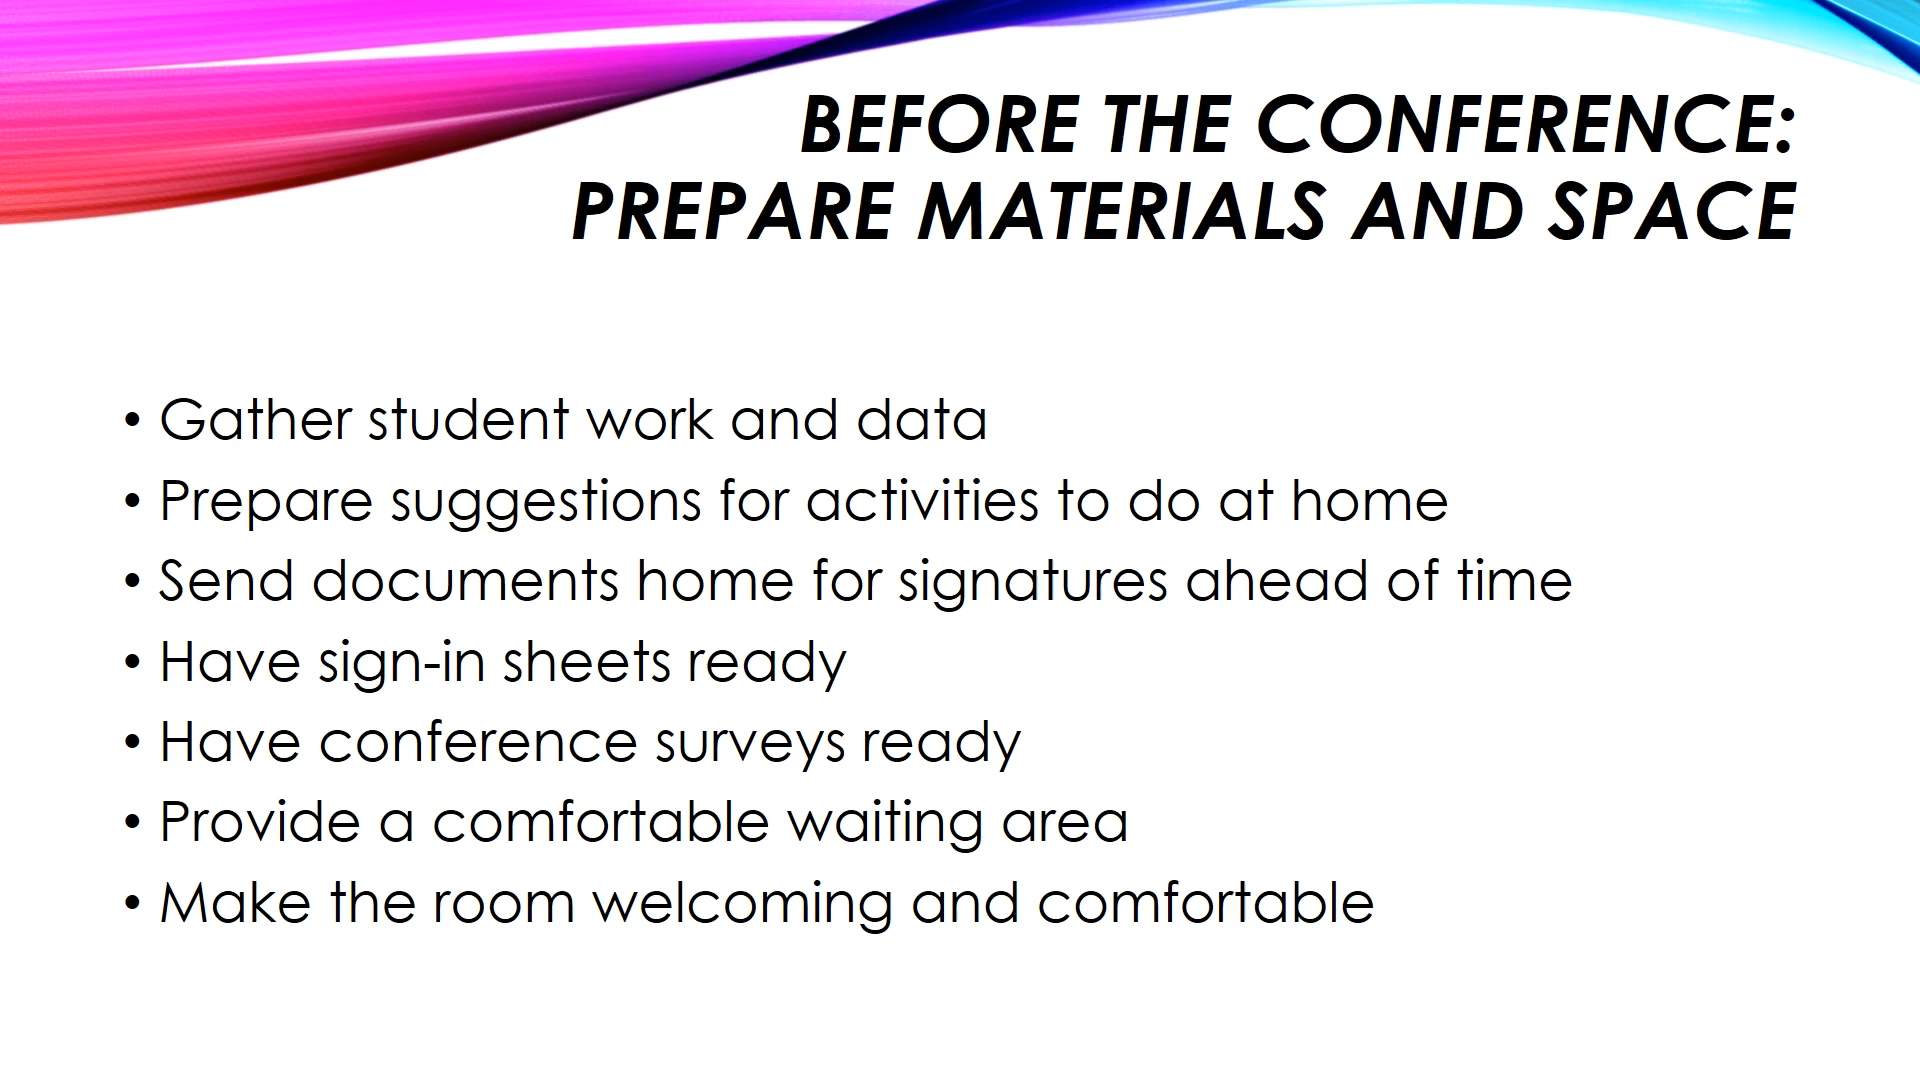 BEFORE THE CONFERENCE:
PREPARE MATERIALS AND SPACE
• Gather student work and data
• Prepare suggestions for activities to do at home
• Send documents home for signatures ahead of time
• Have sign-in sheets ready
• Have conference surveys ready
• Provide a comfortable waiting area
• Make the room welcoming and comfortable